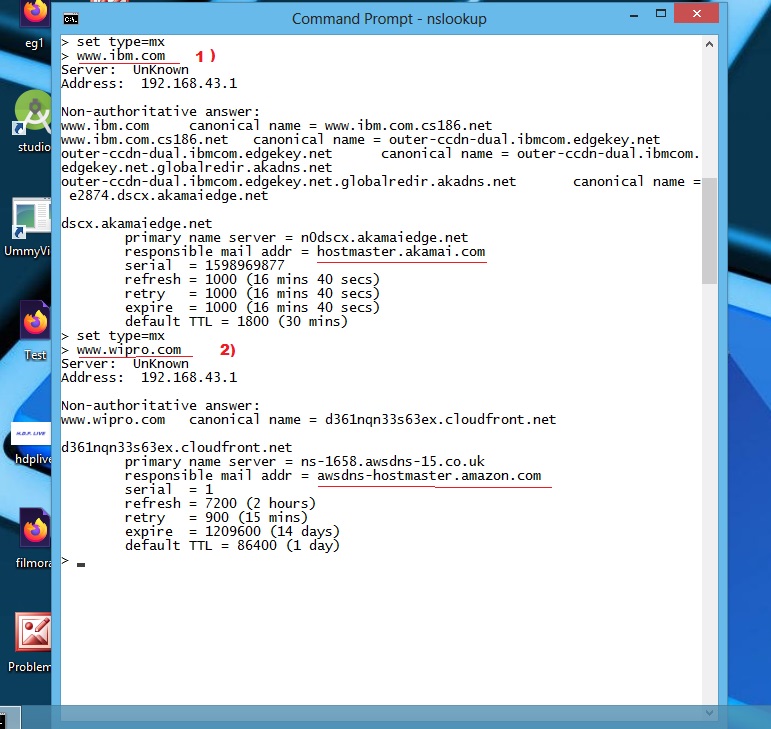 Command Prompt - nslookup
eg1
> set type=mx
> www.ibm.com 1 )
Server:  UnKnown
Address:  192.168.43.1
Non-authoritative answer:
www.ibm.com     canonical name = www.ibm.com.cs186.net
www.ibm.com.cs186.net   canonical name = outer-ccdn-dual.ibmcom.edgekey.net
outer-ccdn-dual.ibmcom.edgekey.net      canonical name = outer-ccdn-dual.ibmcom.
edgekey.net.globalredir.akadns.net
outer-ccdn-dual.ibmcom.edgekey.net.globalredir.akadns.net       canonical name =
 e2874.dscx.akamaiedge.net
dscx.akamaiedge.net
        primary name server = n0dscx.akamaiedge.net
        responsible mail addr = hostmaster.akamai.com
        serial  = 1598969877
        refresh = 1000 (16 mins 40 secs)
        retry   = 1000 (16 mins 40 secs)
        expire  = 1000 (16 mins 40 secs)
        default TTL = 1800 (30 mins)
> set type=mx
> www.wipro.com 2)
Server:  UnKnown
Address:  192.168.43.1
Non-authoritative answer:
www.wipro.com   canonical name = d361nqn33s63ex.cloudfront.net
d361nqn33s63ex.cloudfront.net
        primary name server = ns-1658.awsdns-15.co.uk
        responsible mail addr = awsdns-hostmaster.amazon.com
        serial  = 1
        refresh = 7200 (2 hours)
        retry   = 900 (15 mins)
        expire  = 1209600 (14 days)
        default TTL = 86400 (1 day)
>
studio
UmmyVi
Test
H.D.P. LIVE
hdplive
filmora
Problem